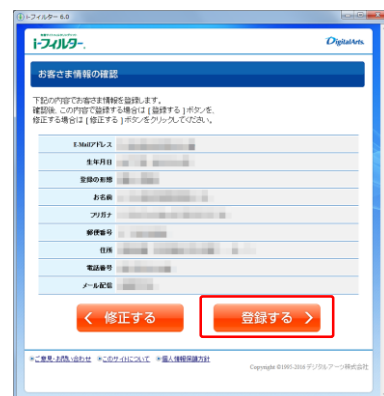 i-フィルター 6.0
i-フィルター.
DigitalArts.
お客さま情報の確認
下記の内容でお客さま情報を登録します。
確認後、この内容で登録する場合は [登録する] ボタンを、
修正する場合は [修正する] ボタンをクリックしてください。
E-Mailアドレス
生年月日
登録の形態
お名前
フリガナ
郵便番号
住所
電話番号
メール配信
修正する
登録する
ご意見・お問い合わせ このサイトについて 個人情報保護方針
Copyright ©1995-2016 デジタルアーツ株式会社